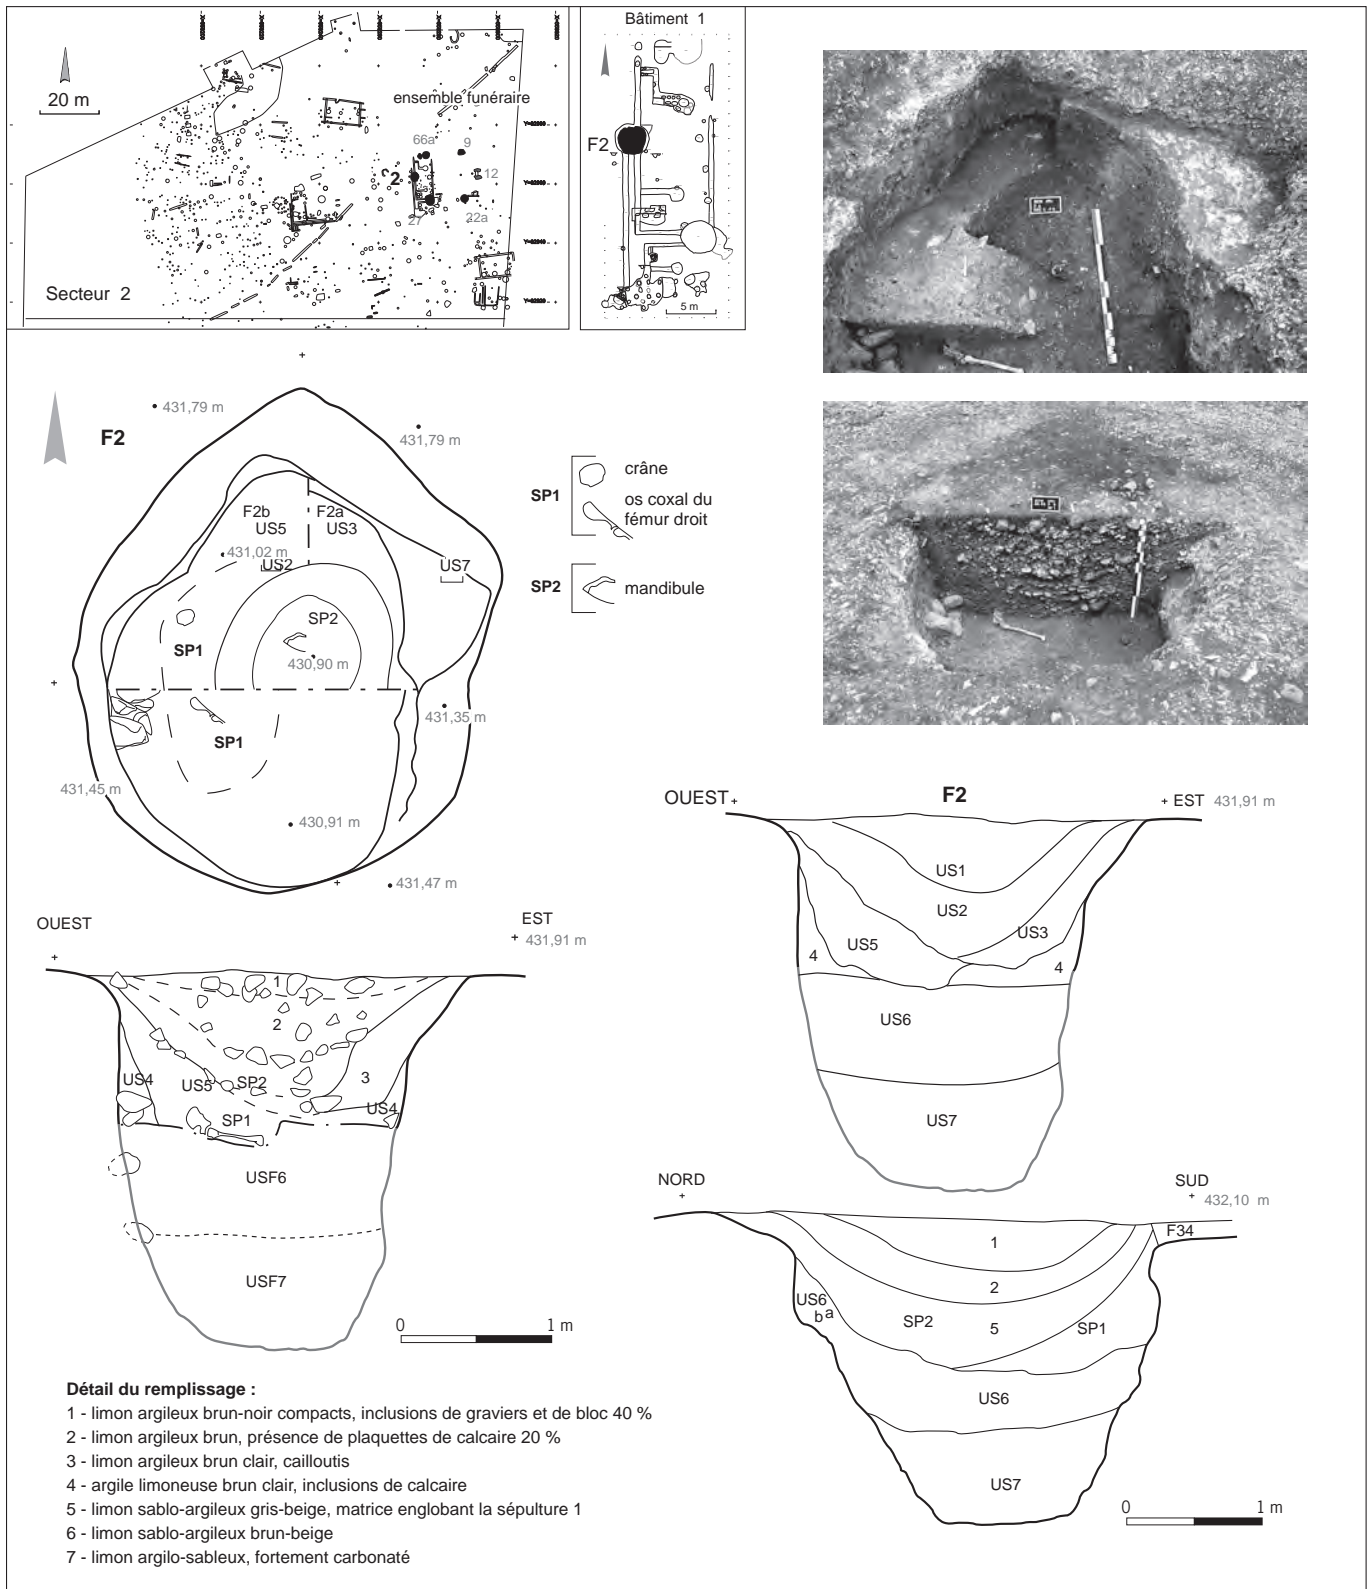 20 m
ensemble funéraire
66a
9
2
12
27
22a
Secteur 2
Bâtiment 1
F2
5 m
431,79 m
F2
431,79 m
F2b
F2a
US5
US3
431,02 m
US2
US7
SP2
SP1
430,90 m
431,35 m
SP1
431,45 m
430,91 m
431,47 m
SP1
crâne
os coxal du
fémur droit
SP2
mandibule
OUEST
EST
431,91 m
1
2
US4
US5
SP2
3
US4
SP1
USF6
USF7
0
1 m
OUEST
F2
EST 431,91 m
US1
US2
US3
US5
4
4
US6
US7
NORD
SUD
432,10 m
F34
1
2
US6
b a
SP2
5
SP1
US6
US7
0
1 m
Détail du remplissage :
1 - limon argileux brun-noir compacts, inclusions de graviers et de bloc 40 %
2 - limon argileux brun, présence de plaquettes de calcaire 20 %
3 - limon argileux brun clair, cailloutis
4 - argile limoneuse brun clair, inclusions de calcaire
5 - limon sablo-argileux gris-beige, matrice englobant la sépulture 1
6 - limon sablo-argileux brun-beige
7 - limon argilo-sableux, fortement carbonaté